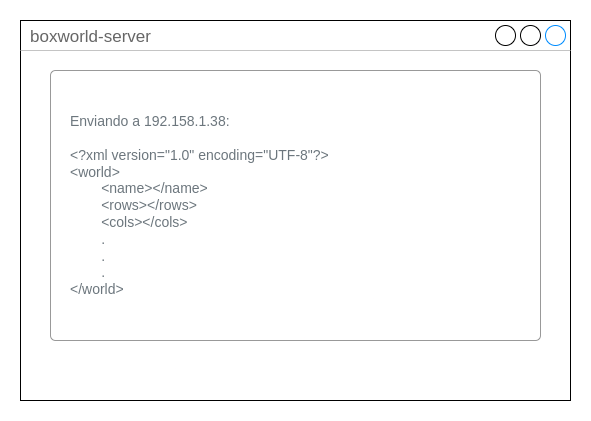 boxworld-server
Enviando a 192.158.1.38:
<?xml version="1.0" encoding="UTF-8"?>
<world>
<name></name>
<rows></rows>
<cols></cols>
.
.
.
</world>